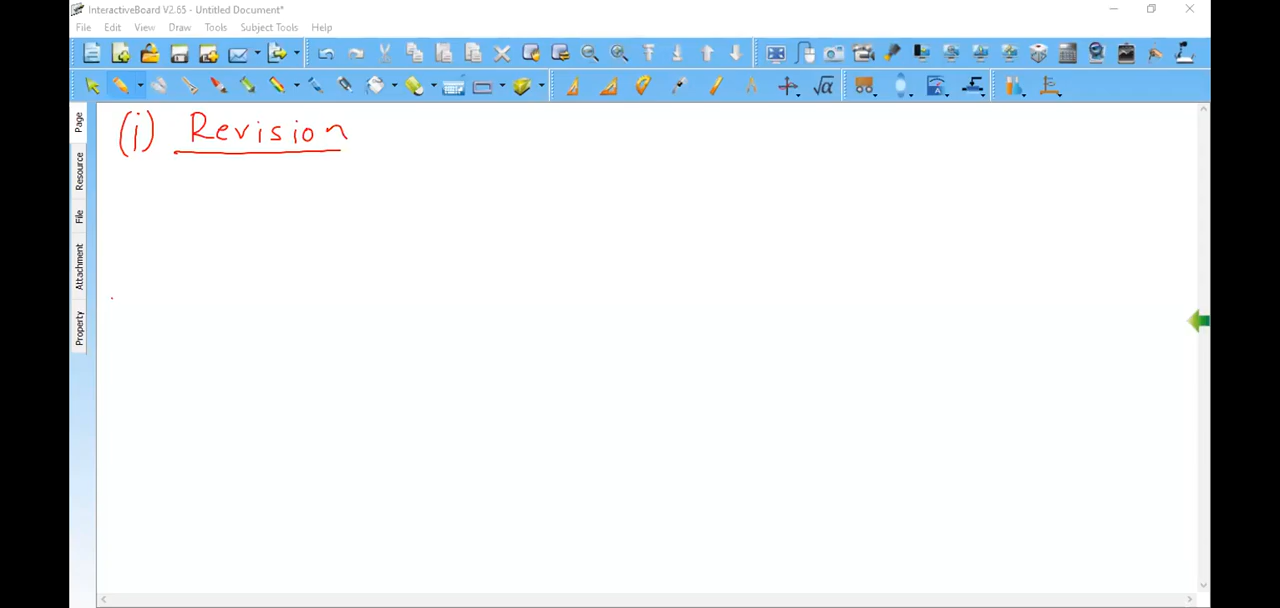 InteractiveBoard V2.65 - Untitled Document*
File Edit View Draw Tools Subject Tools Help
Page
Resource
File
Attachment
Property
(i) Revision